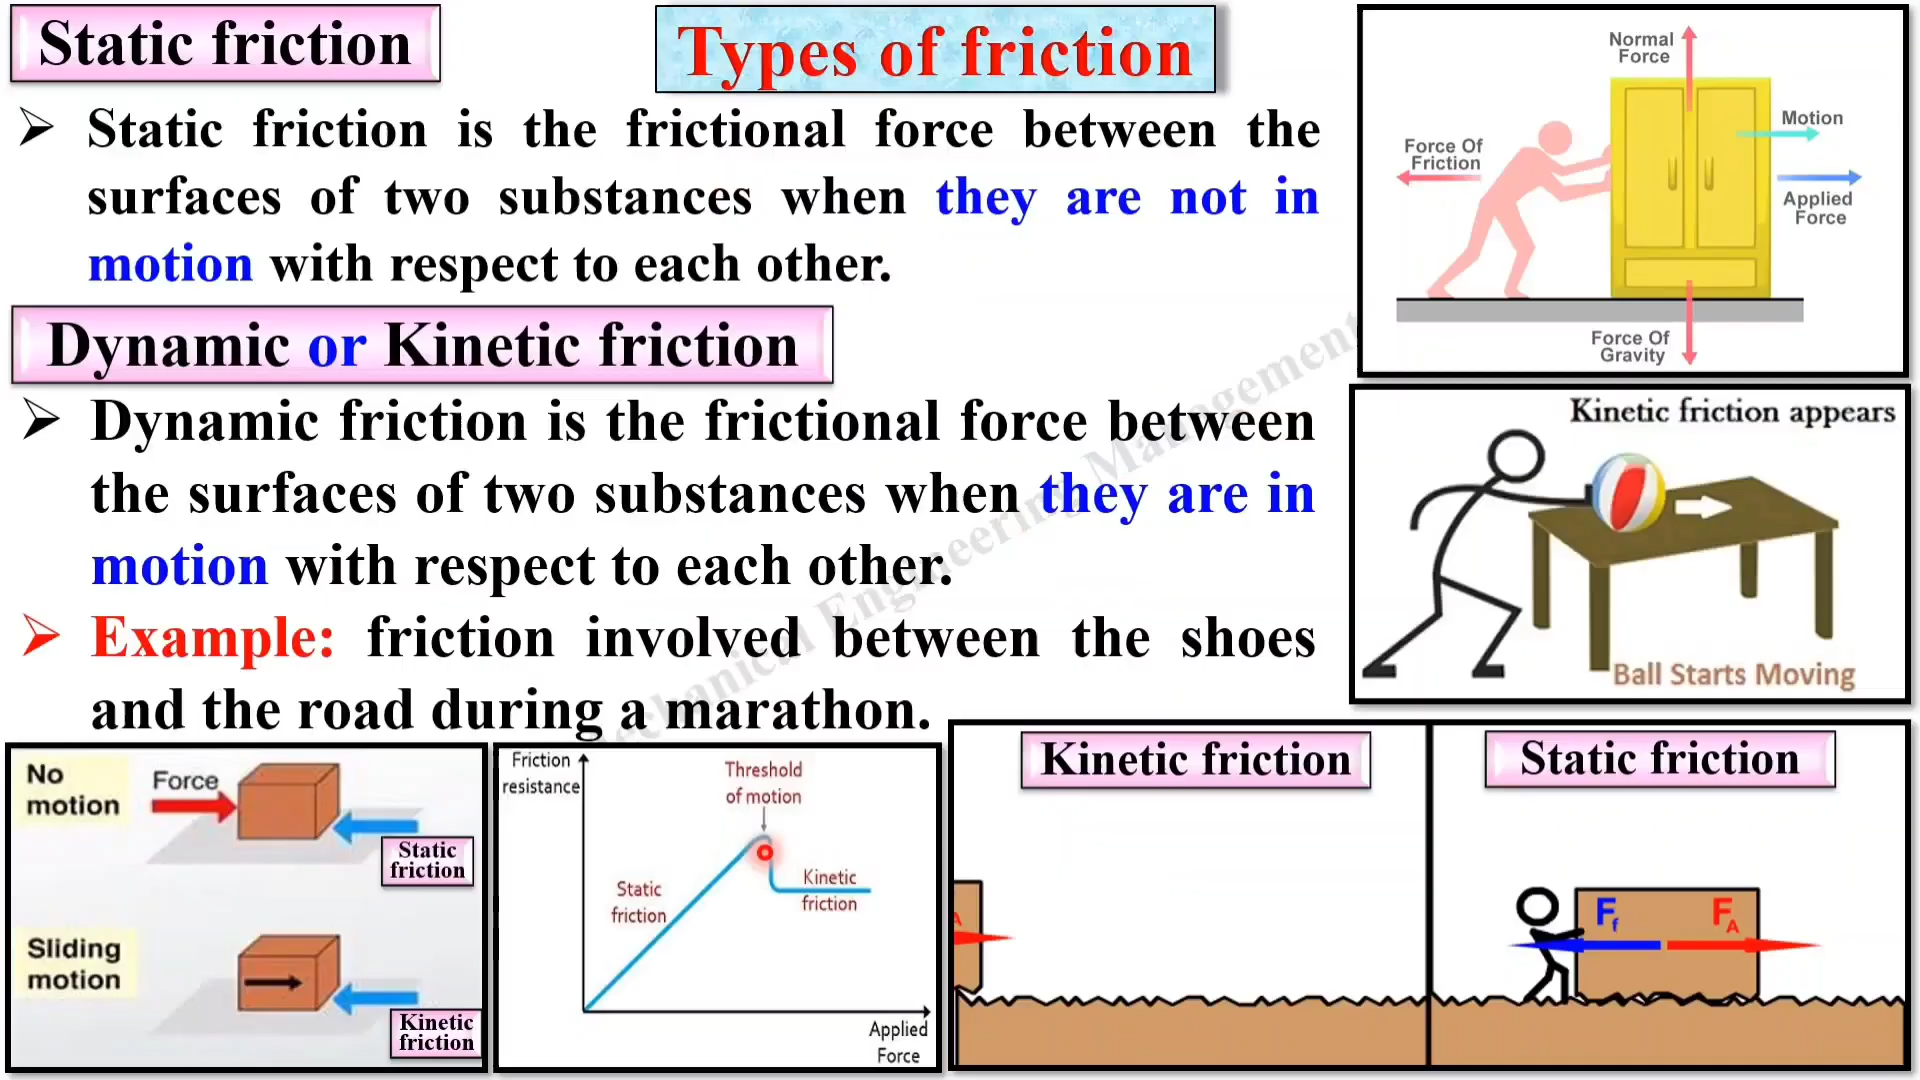 Static friction
Types of friction
➢ Static friction is the frictional force between the
surfaces of two substances when they are not in
motion with respect to each other.
Dynamic or Kinetic friction
➢ Dynamic friction is the frictional force between
the surfaces of two substances when they are in
motion with respect to each other.
➢ Example: friction involved between the shoes
and the road during a marathon.
Normal
Force
Motion
Force Of
Friction
Applied
Force
Force Of
Gravity
Kinetic friction appears
Ball Starts Moving
No
motion
Force
Static
friction
Sliding
motion
Kinetic
friction
Friction
resistance
Threshold
of motion
Static
friction
Kinetic
friction
Applied
Force
Kinetic friction
A
Static friction
Ff
FA
Engineering Management